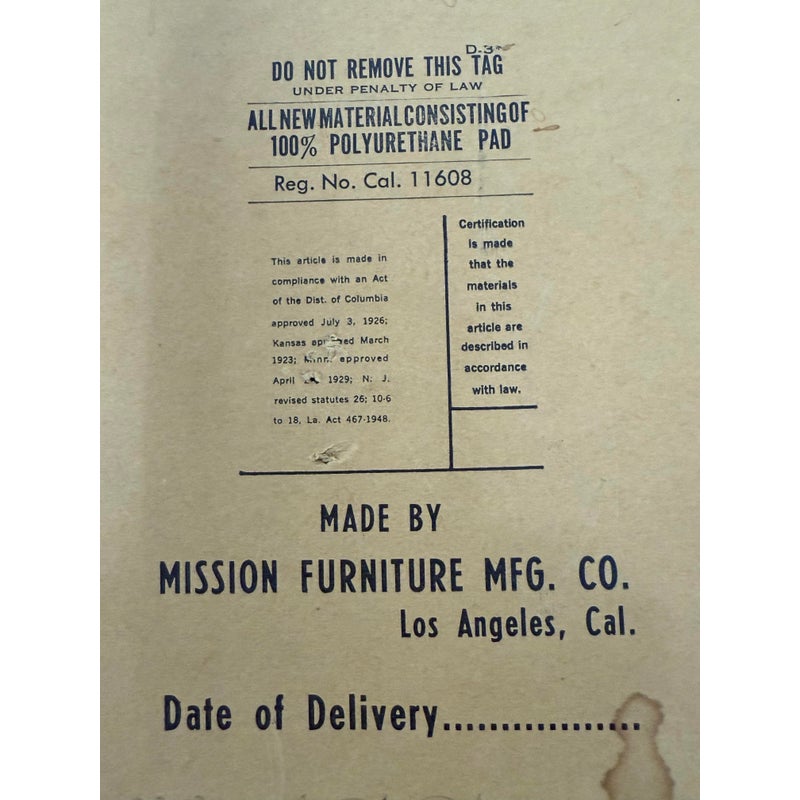 D-3
DO NOT REMOVE THIS TAG
UNDER PENALTY OF LAW
ALL NEW MATERIAL CONSISTING OF
100% POLYURETHANE PAD
Reg. No. Cal. 11608
This article is made in
compliance with an Act
of the Dist. of Columbia
approved July 3, 1926;
Kansas approved March
1923; Minn. approved
April 1929; N. J.
revised statutes 26; 10-6
to 18, La. Act 467-1948.
Certification
is made
that the
materials
in this
article are
described in
accordance
with law.
MADE BY
MISSION FURNITURE MFG. CO.
Los Angeles, Cal.
Date of Delivery.................